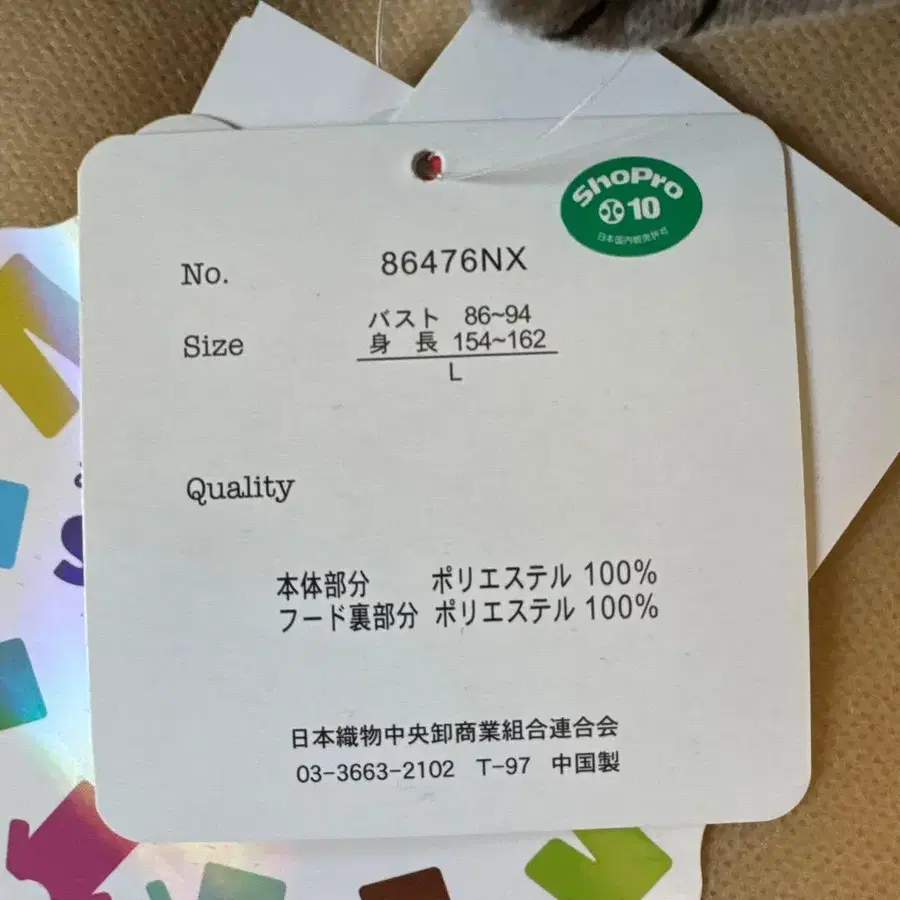 ShoPro
10
日本国内販売許可
No. 86476NX
Size バスト 86~94
身 長 154~162
L
Quality
本体部分 ポリエステル 100%
フード裏部分 ポリエステル 100%
日本織物中央卸商業組合連合会
03-3663-2102 T-97 中国製